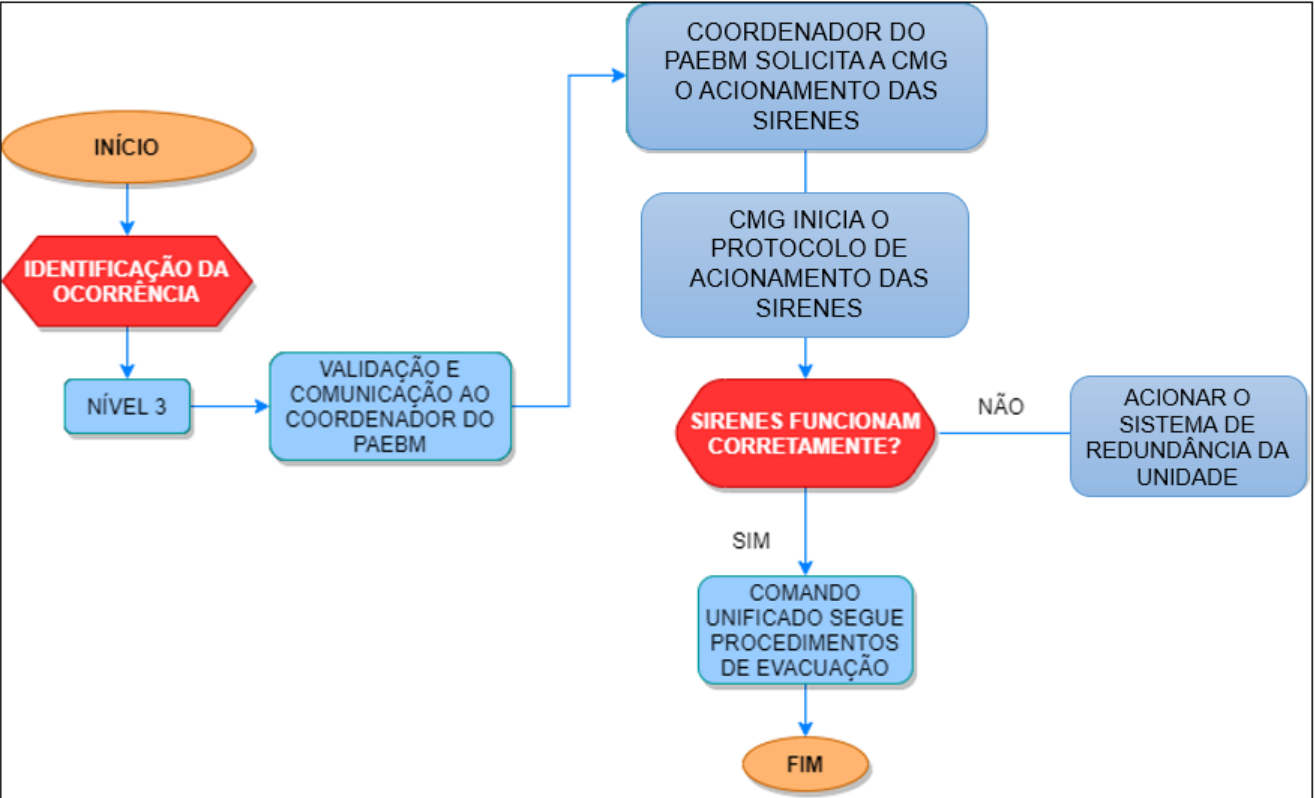 INÍCIO
IDENTIFICAÇÃO DA
OCORRÊNCIA
NÍVEL 3
VALIDAÇÃO E
COMUNICAÇÃO AO
COORDENADOR DO
PAEBM
COORDENADOR DO
PAEBM SOLICITA A CMG
O ACIONAMENTO DAS
SIRENES
CMG INICIA O
PROTOCOLO DE
ACIONAMENTO DAS
SIRENES
SIRENES FUNCIONAM
CORRETAMENTE?
NÃO
ACIONAR O
SISTEMA DE
REDUNDÂNCIA DA
UNIDADE
SIM
COMANDO
UNIFICADO SEGUE
PROCEDIMENTOS
DE EVACUAÇÃO
FIM